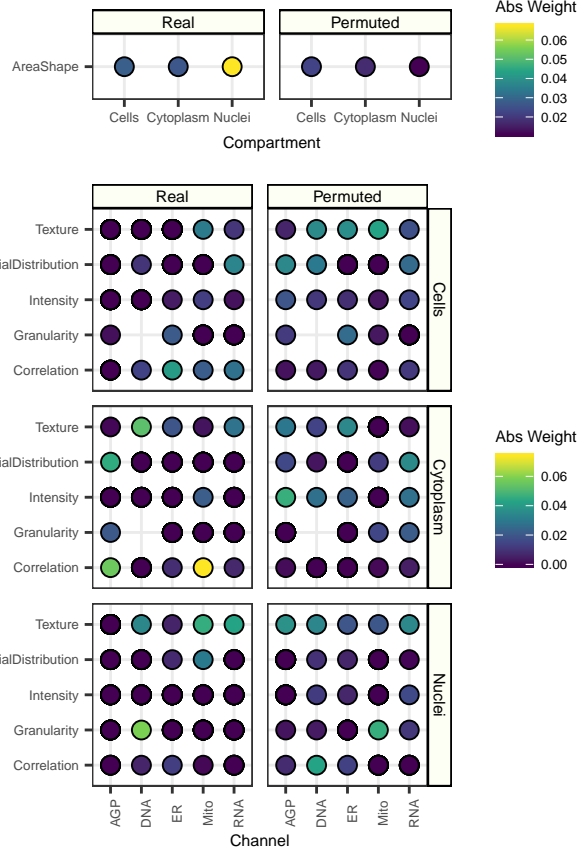 Abs Weight
Real
Permuted
0.06
0.05
0.04
0.03
0.02
AreaShape
Cells Cytoplasm Nuclei
Cells Cytoplasm Nuclei
Compartment
Real
Permuted
Texture
ialDistribution
Intensity
Granularity
Correlation
Cells
Texture
ialDistribution
Intensity
Granularity
Correlation
Cytoplasm
Abs Weight
0.06
0.04
0.02
0.00
Texture
ialDistribution
Intensity
Granularity
Correlation
Nuclei
AGP
DNA
ER
Mito
RNA
AGP
DNA
ER
Mito
RNA
Channel